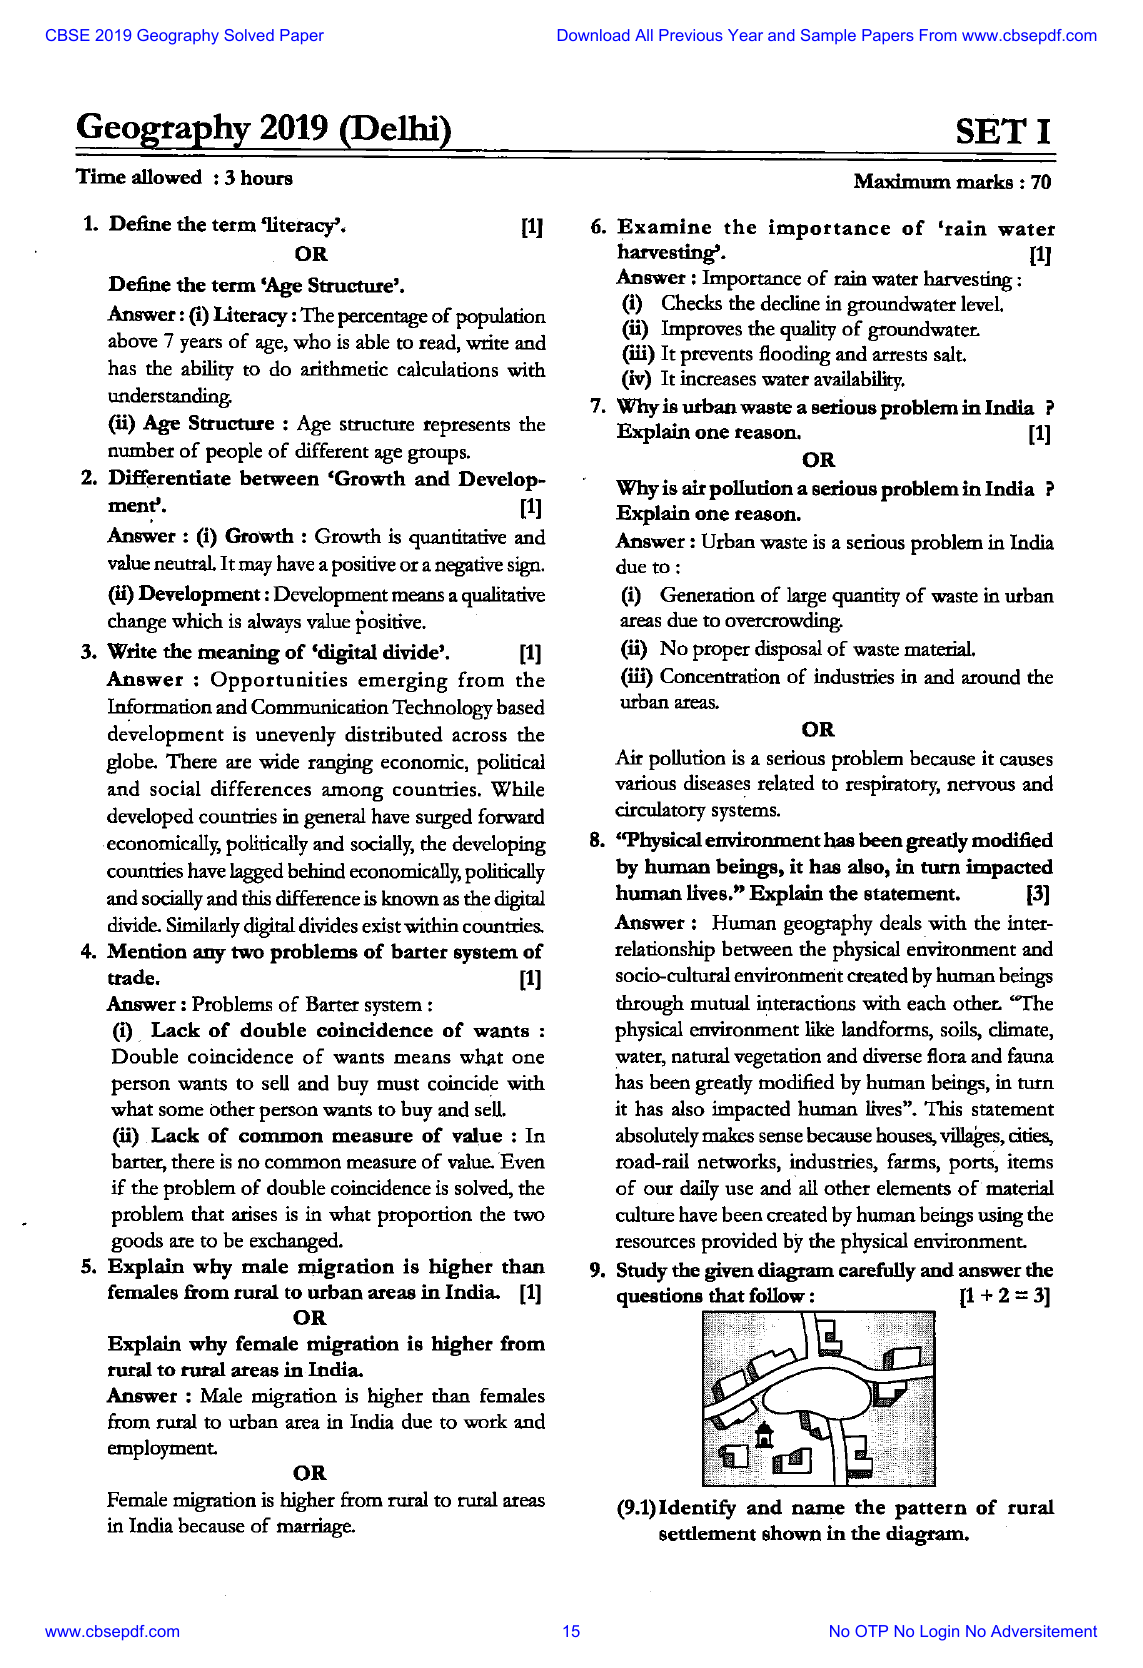 CBSE 2019 Geography Solved Paper
Download All Previous Year and Sample Papers From www.cbsepdf.com
Geography 2019 (Delhi)
SET I
Time allowed : 3 hours
Maximum marks : 70
1. Define the term ‘literacy’. [1]
OR
Define the term ‘Age Structure’.
Answer : (i) Literacy : The percentage of population
above 7 years of age, who is able to read, write and
has the ability to do arithmetic calculations with
understanding.
(ii) Age Structure : Age structure represents the
number of people of different age groups.
2. Differentiate between ‘Growth and Develop-
ment’. [1]
Answer : (i) Growth : Growth is quantitative and
value neutral. It may have a positive or a negative sign.
(ii) Development : Development means a qualitative
change which is always value positive.
3. Write the meaning of ‘digital divide’. [1]
Answer : Opportunities emerging from the
Information and Communication Technology based
development is unevenly distributed across the
globe. There are wide ranging economic, political
and social differences among countries. While
developed countries in general have surged forward
economically, politically and socially, the developing
countries have lagged behind economically, politically
and socially and this difference is known as the digital
divide. Similarly digital divides exist within countries.
4. Mention any two problems of barter system of
trade. [1]
Answer : Problems of Barter system :
(i) Lack of double coincidence of wants :
Double coincidence of wants means what one
person wants to sell and buy must coincide with
what some other person wants to buy and sell.
(ii) Lack of common measure of value : In
barter, there is no common measure of value. Even
if the problem of double coincidence is solved, the
problem that arises is in what proportion the two
goods are to be exchanged.
5. Explain why male migration is higher than
females from rural to urban areas in India. [1]
OR
Explain why female migration is higher from
rural to rural areas in India.
Answer : Male migration is higher than females
from rural to urban area in India due to work and
employment.
OR
Female migration is higher from rural to rural areas
in India because of marriage.
6. Examine the importance of ‘rain water
harvesting’. [1]
Answer : Importance of rain water harvesting :
(i) Checks the decline in groundwater level.
(ii) Improves the quality of groundwater.
(iii) It prevents flooding and arrests salt.
(iv) It increases water availability.
7. Why is urban waste a serious problem in India ?
Explain one reason. [1]
OR
Why is air pollution a serious problem in India ?
Explain one reason.
Answer : Urban waste is a serious problem in India
due to :
(i) Generation of large quantity of waste in urban
areas due to overcrowding.
(ii) No proper disposal of waste material.
(iii) Concentration of industries in and around the
urban areas.
OR
Air pollution is a serious problem because it causes
various diseases related to respiratory, nervous and
circulatory systems.
8. “Physical environment has been greatly modified
by human beings, it has also, in turn impacted
human lives.” Explain the statement. [3]
Answer : Human geography deals with the inter-
relationship between the physical environment and
socio-cultural environment created by human beings
through mutual interactions with each other. “The
physical environment like landforms, soils, climate,
water, natural vegetation and diverse flora and fauna
has been greatly modified by human beings, in turn
it has also impacted human lives”. This statement
absolutely makes sense because houses, villages, cities,
road-rail networks, industries, farms, ports, items
of our daily use and all other elements of material
culture have been created by human beings using the
resources provided by the physical environment.
9. Study the given diagram carefully and answer the
questions that follow : [1 + 2 = 3]
(9.1) Identify and name the pattern of rural
settlement shown in the diagram.
www.cbsepdf.com
15
No OTP No Login No Adversitement